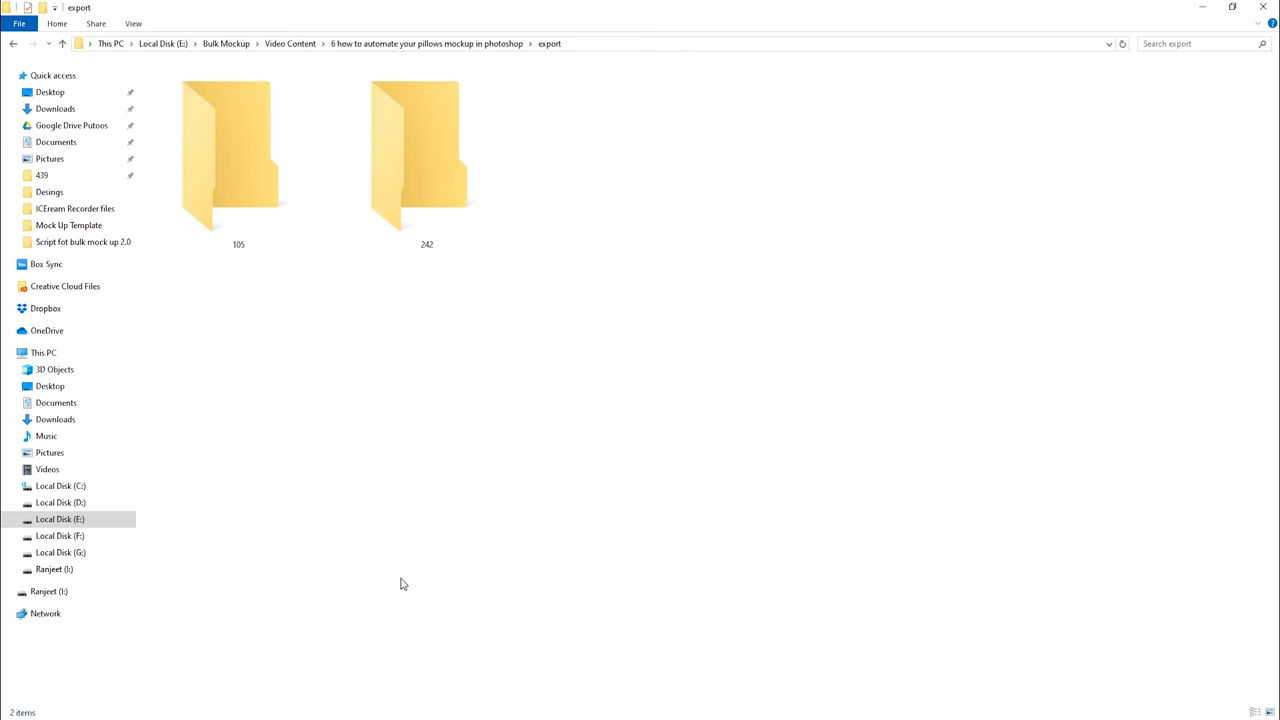 export
File Home Share View
This PC Local Disk (E:) Bulk Mockup Video Content 6 how to automate your pillows mockup in photoshop export Search export
Quick access
Desktop
Downloads
Google Drive Putoos
Documents
Pictures
439
Desings
ICEream Recorder files
Mock Up Template
Script fot bulk mock up 2.0
Box Sync
Creative Cloud Files
Dropbox
OneDrive
This PC
3D Objects
Desktop
Documents
Downloads
Music
Pictures
Videos
Local Disk (C:)
Local Disk (D:)
Local Disk (E:)
Local Disk (F:)
Local Disk (G:)
Ranjeet (I:)
Ranjeet (I:)
Network
105 242
2 items